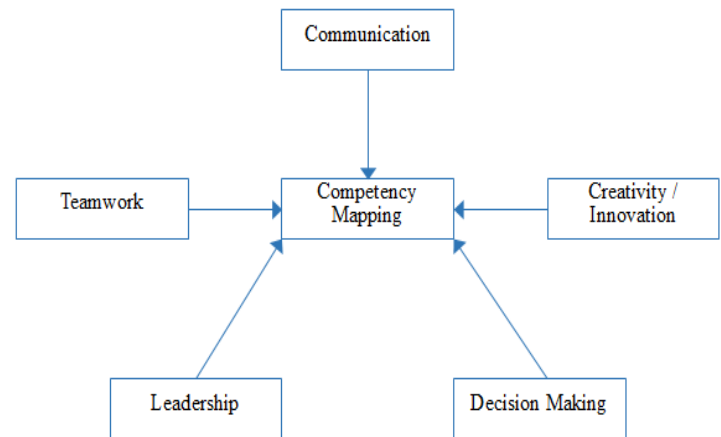 Communication
Teamwork
Competency
Mapping
Creativity /
Innovation
Leadership
Decision Making